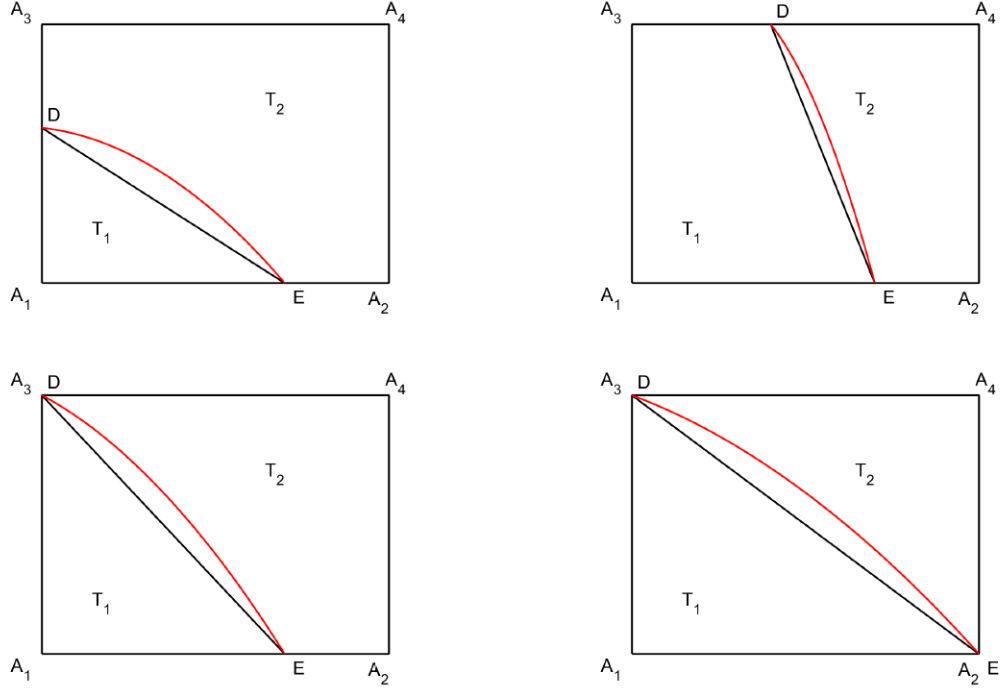 A3 A4 A3 D A4
D T2 T2
T1 T1
A1 E A2 A1 E A2
A3 D A4 A3 D A4
T2 T2
T1 T1
A1 E A2 A1 A2 E